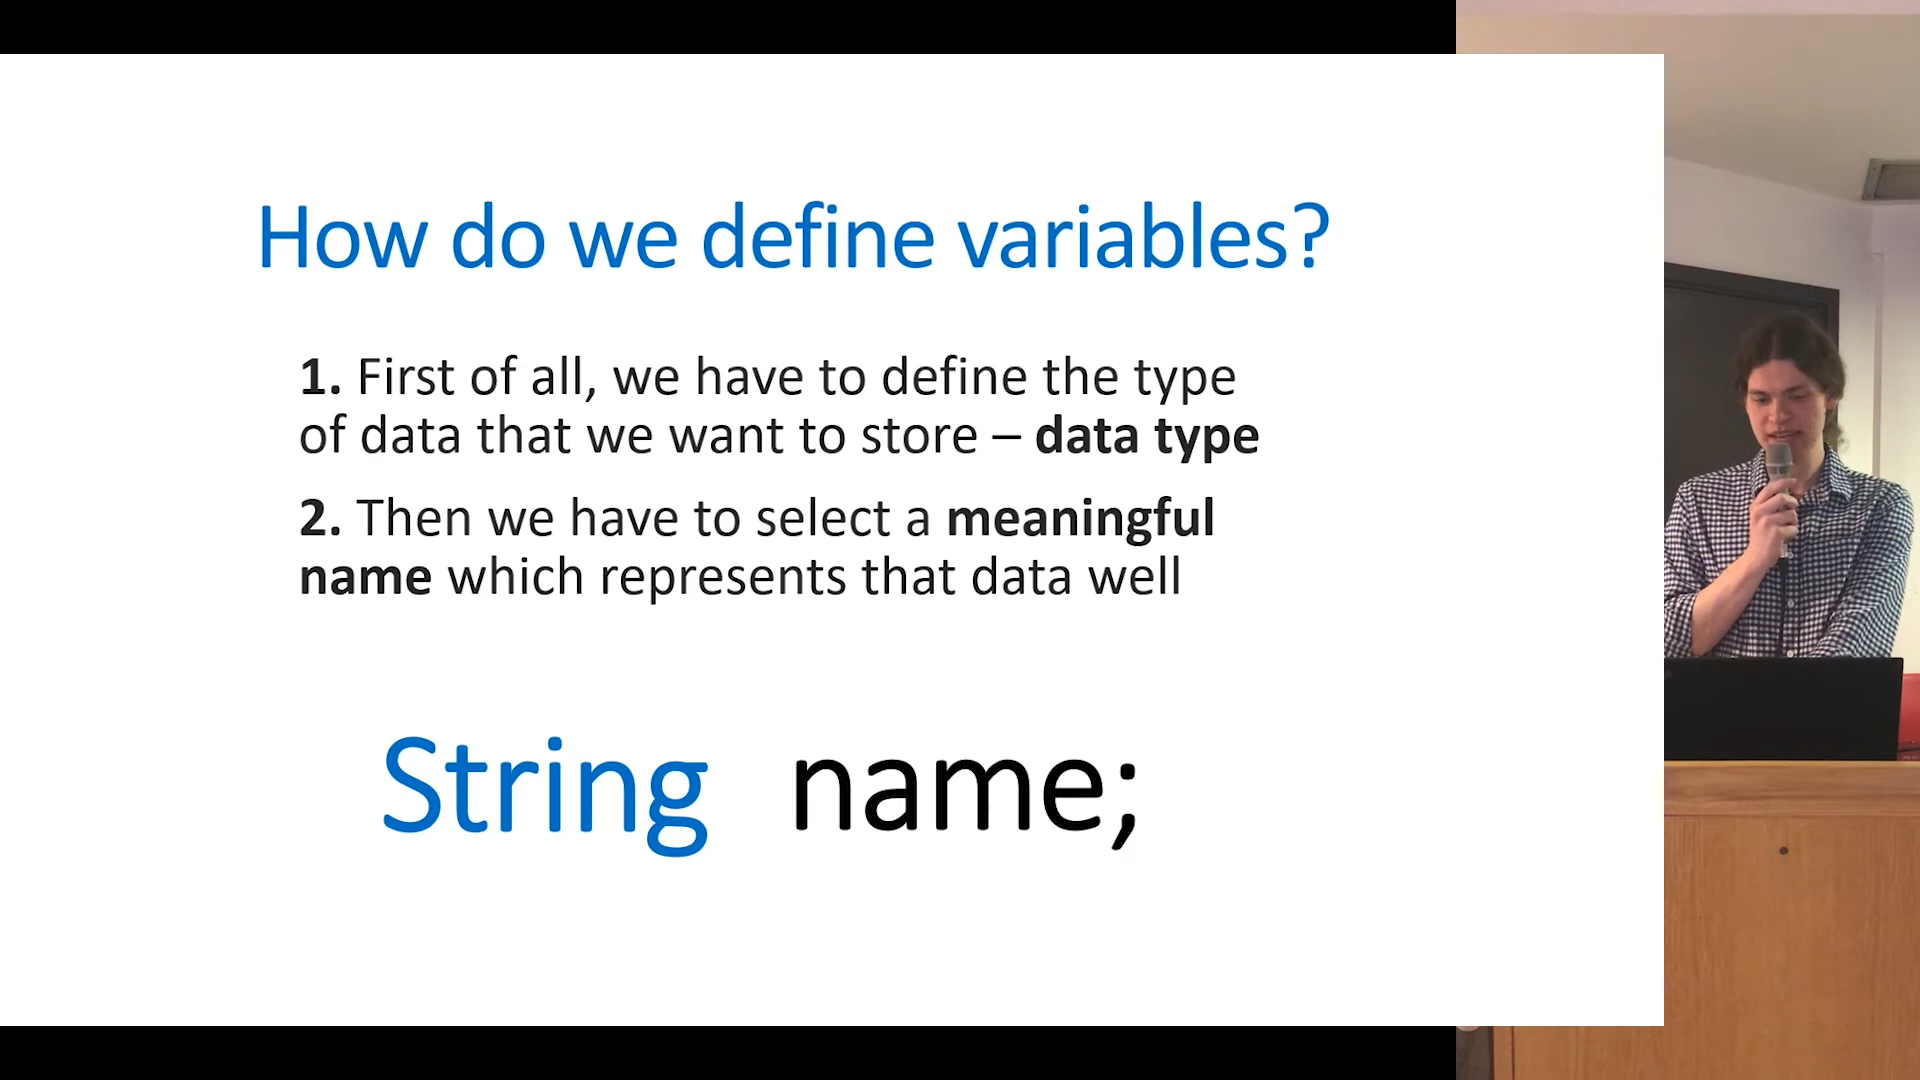 How do we define variables?
1. First of all, we have to define the type
of data that we want to store – data type
2. Then we have to select a meaningful
name which represents that data well
String name;